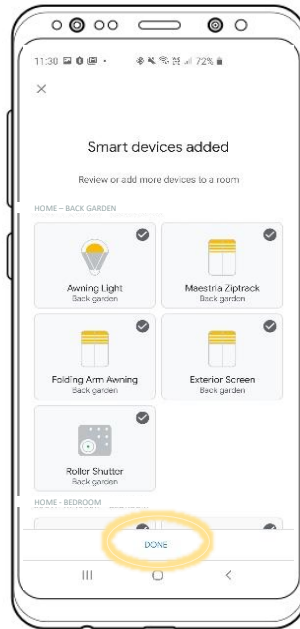 11:30 72%
Smart devices added
Review or add more devices to a room
HOME – BACK GARDEN
Awning Light
Back garden
Maestria Ziptrack
Back garden
Folding Arm Awning
Back garden
Exterior Screen
Back garden
Roller Shutter
Back garden
HOME - BEDROOM
DONE